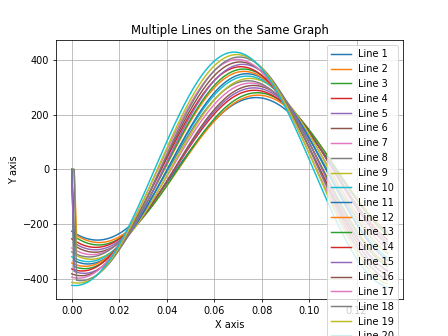 Multiple Lines on the Same Graph
Y axis
400
200
0
−200
−400
0.00
0.02
0.04
0.06
0.08
0.10
X axis
Line 1
Line 2
Line 3
Line 4
Line 5
Line 6
Line 7
Line 8
Line 9
Line 10
Line 11
Line 12
Line 13
Line 14
Line 15
Line 16
Line 17
Line 18
Line 19
Line 20